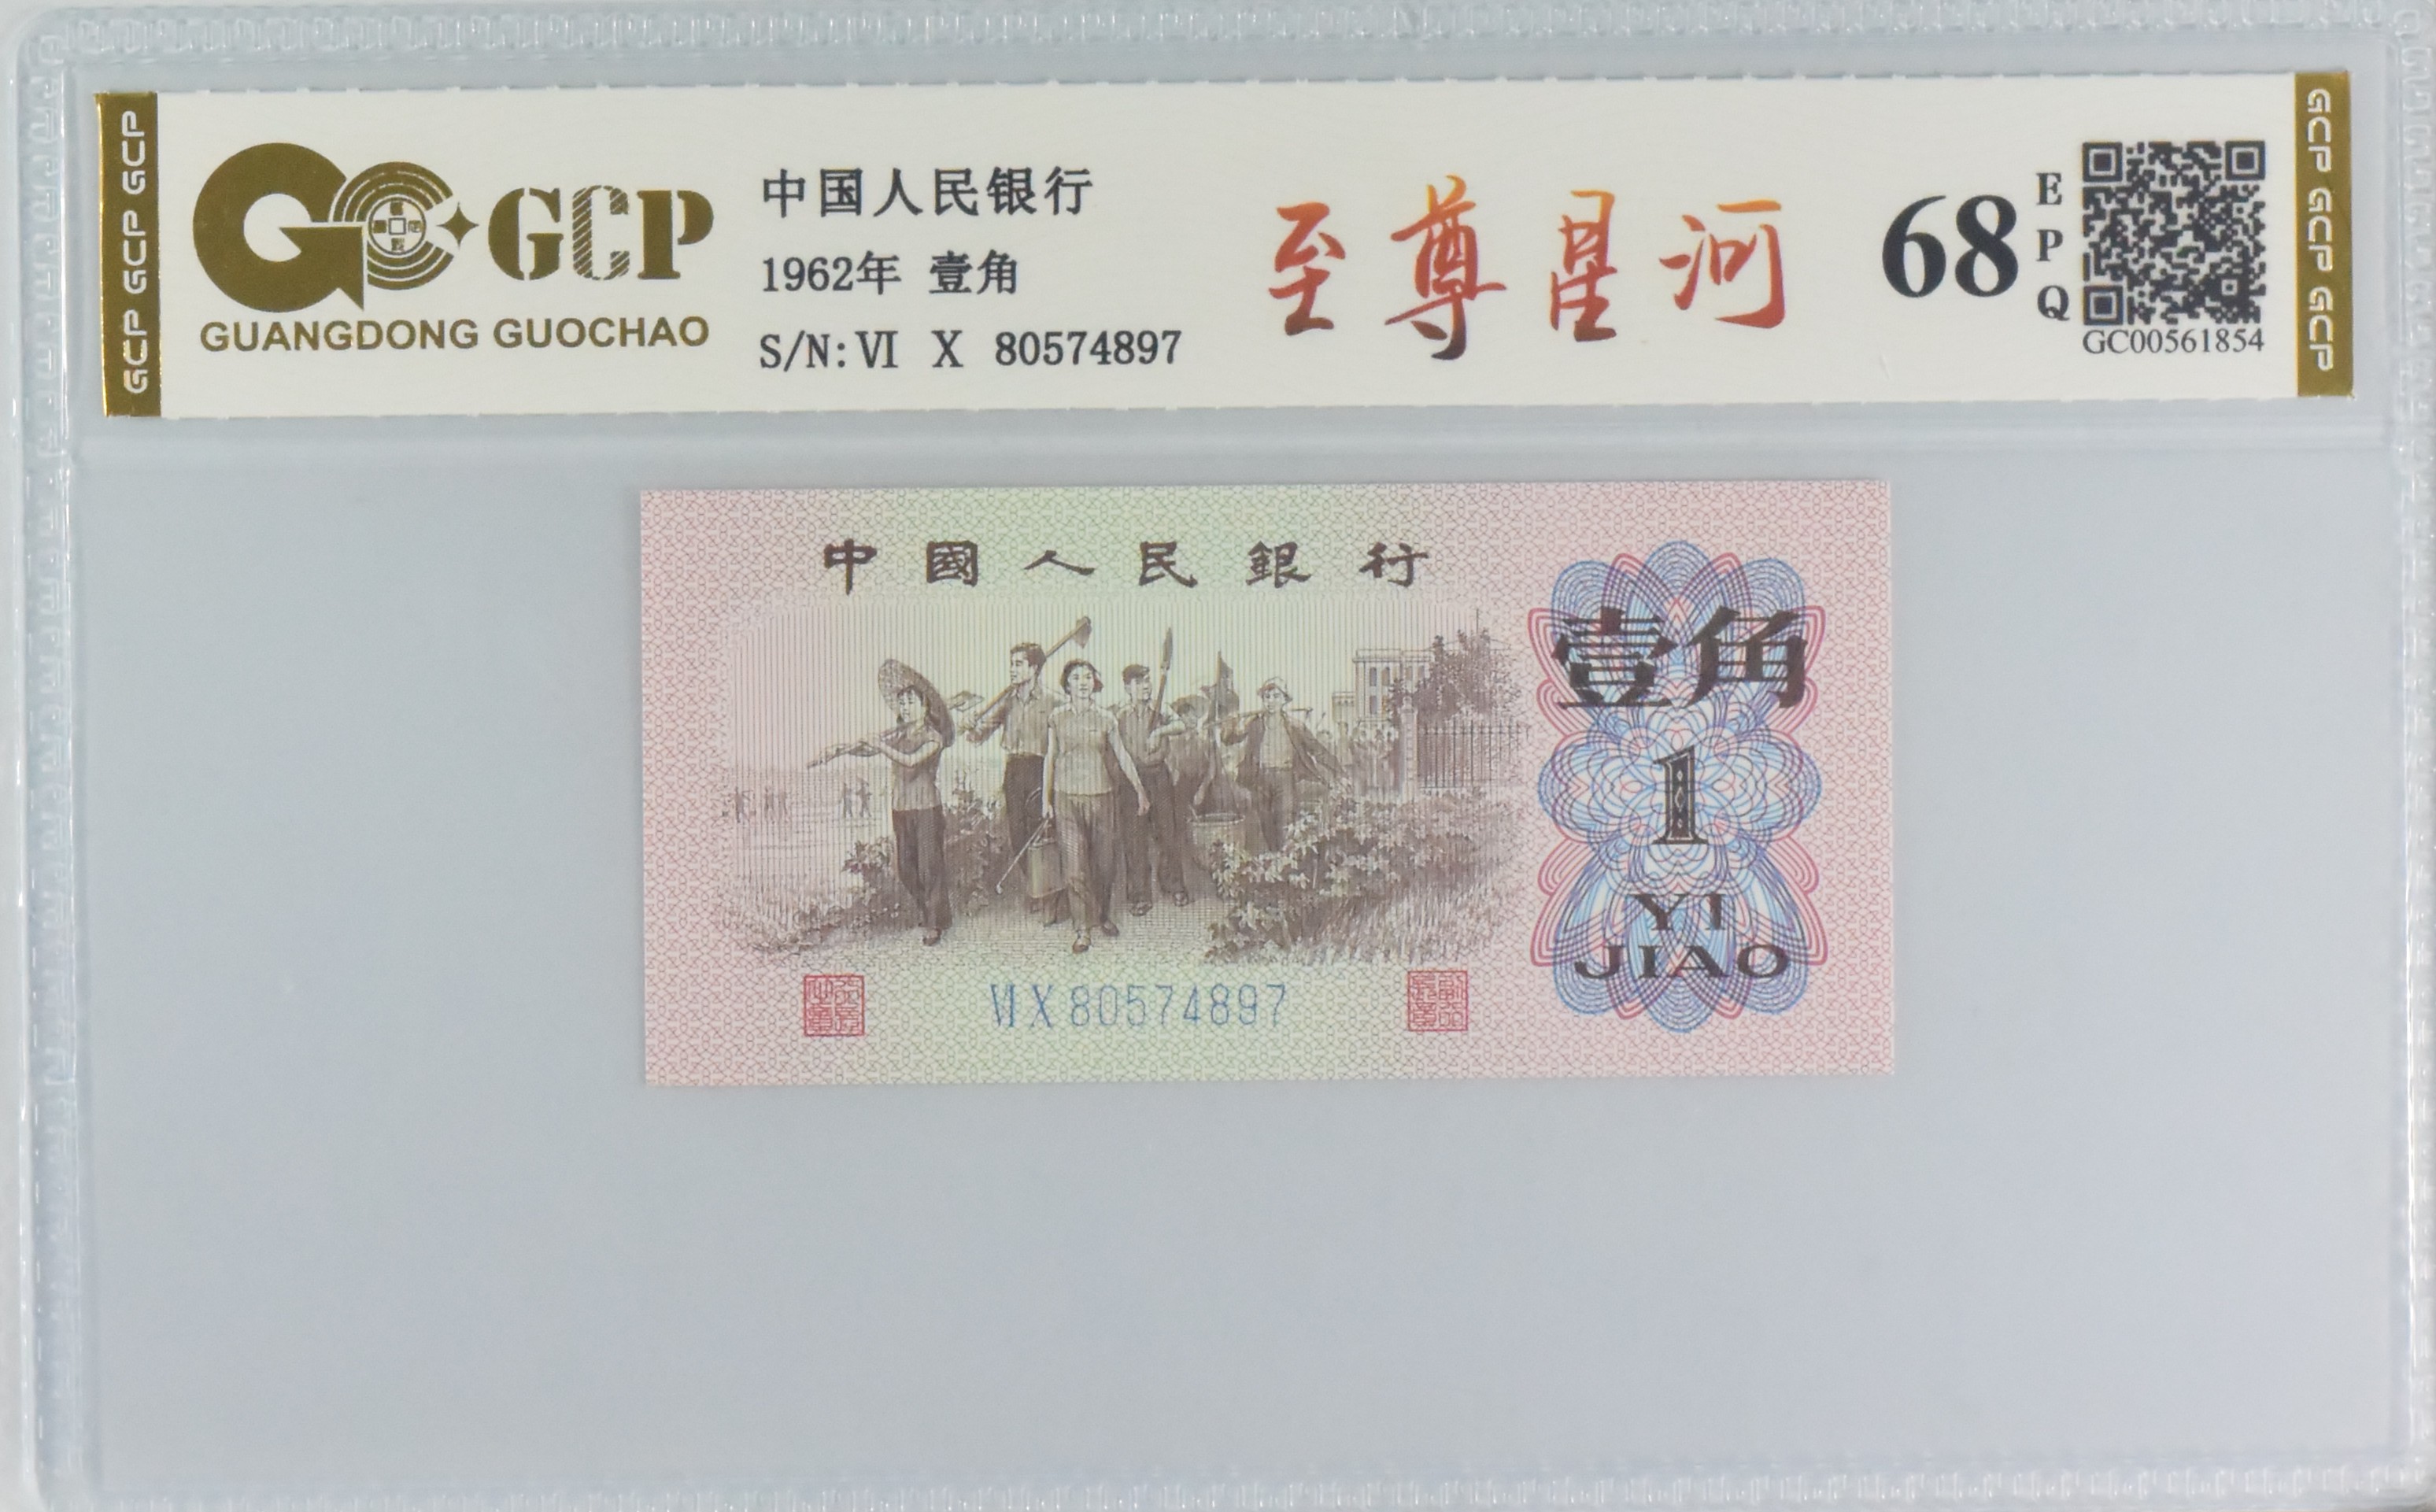 GCP GCP GCP
GCP
GUANGDONG GUOCHAO
中国人民银行
1962年 壹角
S/N: VI X 80574897
至尊星河
68
EPQ
GC00561854
GCP GCP GCP
中國人民銀行
壹角
1
YI
JIAO
VI X 80574897